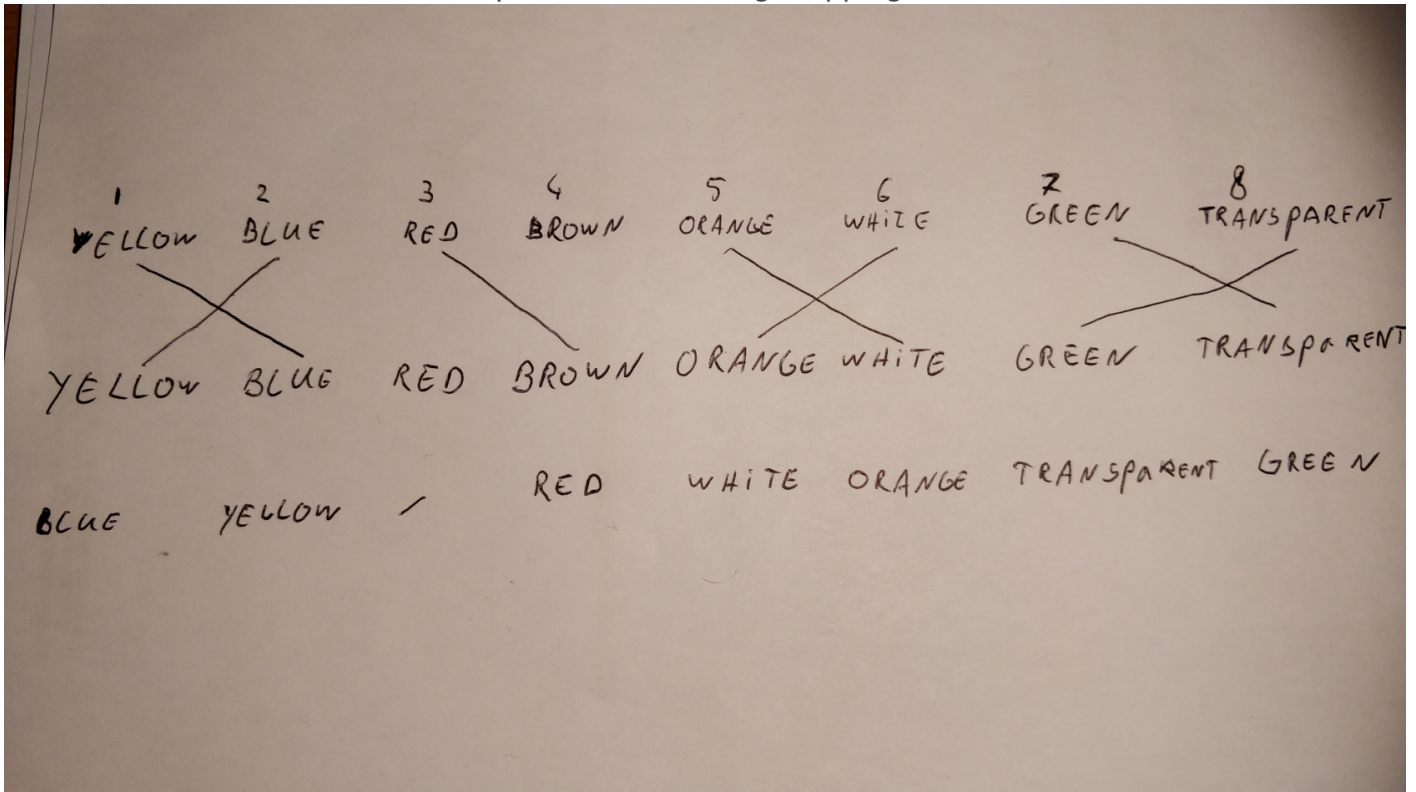 1 2 3 4 5 6 7 8
YELLOW BLUE RED BROWN ORANGE WHITE GREEN TRANSPARENT
YELLOW BLUE RED BROWN ORANGE WHITE GREEN TRANSPARENT
BLUE YELLOW / RED WHITE ORANGE TRANSPARENT GREEN